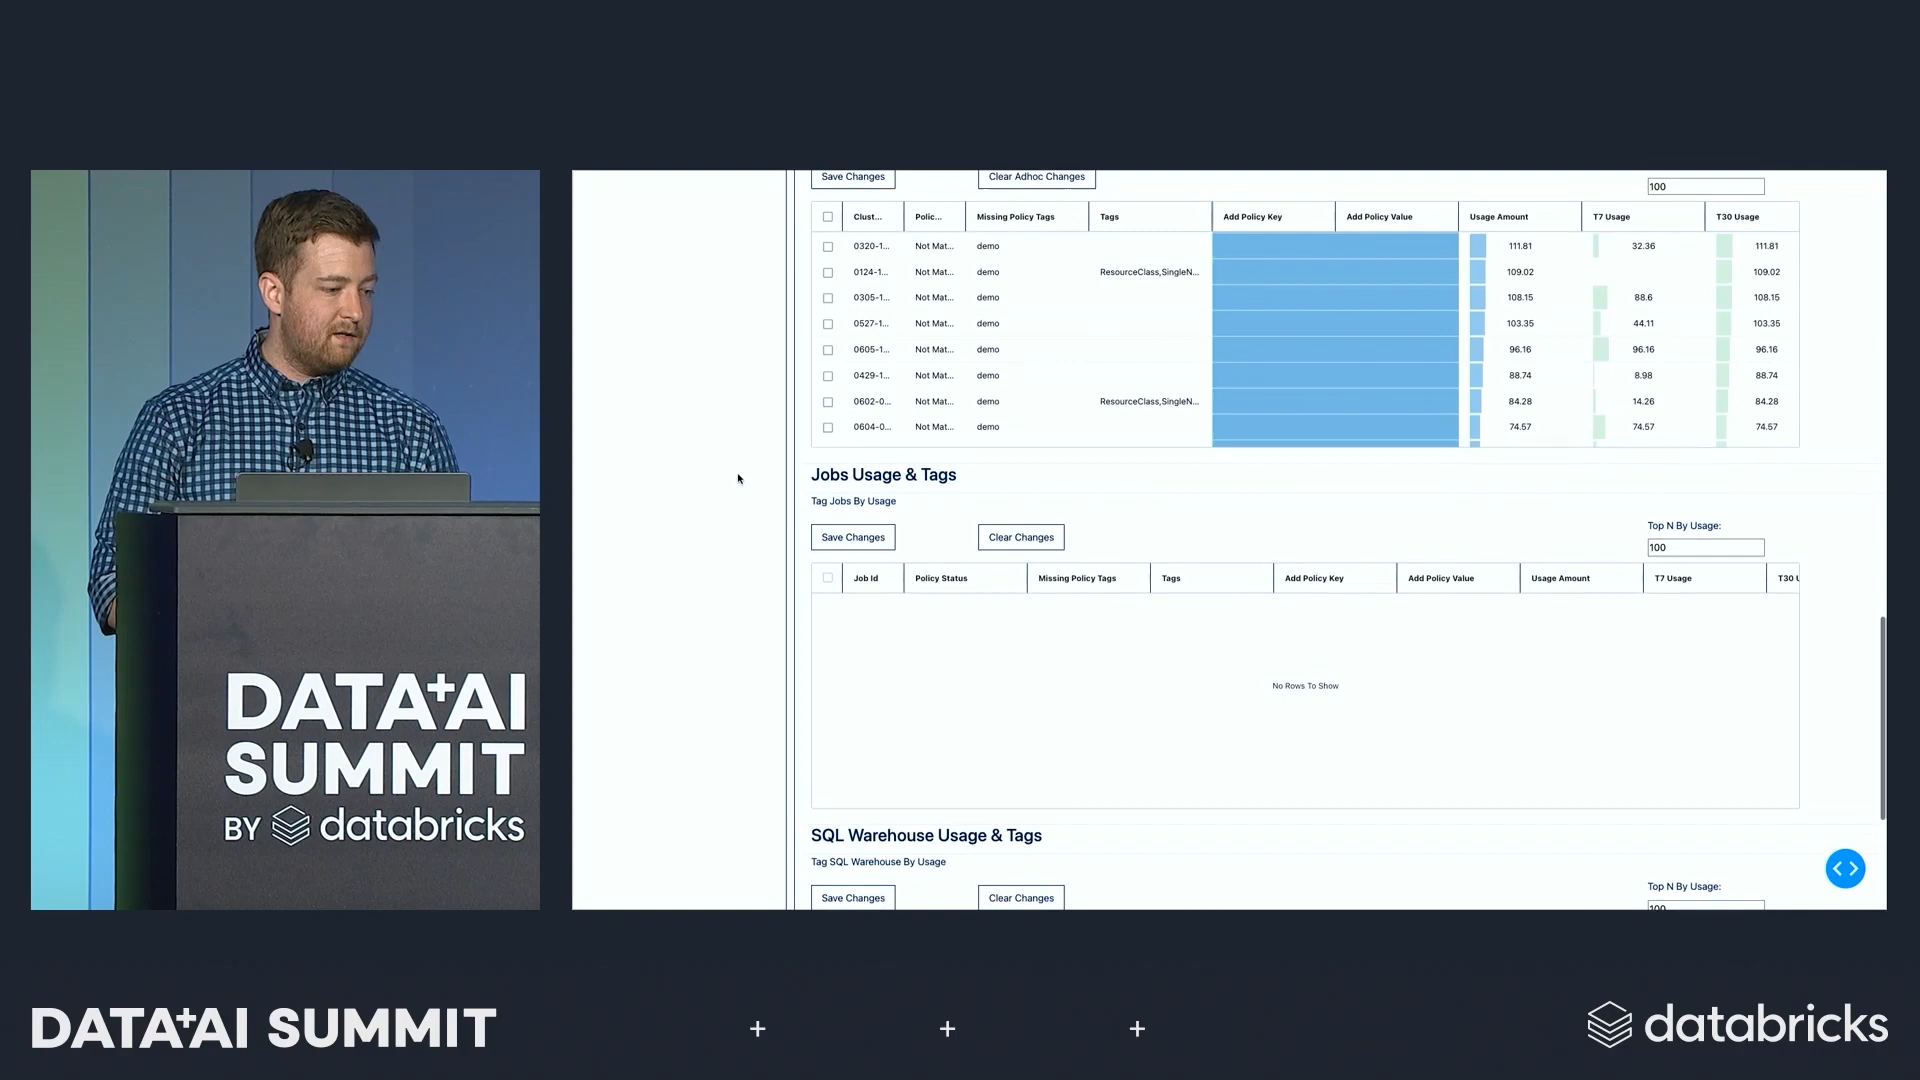 Save Changes
Clear Adhoc Changes
100
Clust...
Polic...
Missing Policy Tags
Tags
Add Policy Key
Add Policy Value
Usage Amount
T7 Usage
T30 Usage
0320-1... Not Mat... demo 111.81 32.36 111.81
0124-1... Not Mat... demo ResourceClass,SingleN... 109.02 109.02
0305-1... Not Mat... demo 108.15 88.6 108.15
0527-1... Not Mat... demo 103.35 44.11 103.35
0605-1... Not Mat... demo 96.16 96.16 96.16
0429-1... Not Mat... demo 88.74 8.98 88.74
0602-0... Not Mat... demo ResourceClass,SingleN... 84.28 14.26 84.28
0604-0... Not Mat... demo 74.57 74.57 74.57
Jobs Usage & Tags
Tag Jobs By Usage
Save Changes
Clear Changes
Top N By Usage:
100
Job Id
Policy Status
Missing Policy Tags
Tags
Add Policy Key
Add Policy Value
Usage Amount
T7 Usage
T30 U
No Rows To Show
SQL Warehouse Usage & Tags
Tag SQL Warehouse By Usage
Save Changes
Clear Changes
Top N By Usage:
100
DATA+AI
SUMMIT
BY databricks
DATA+AI SUMMIT
databricks